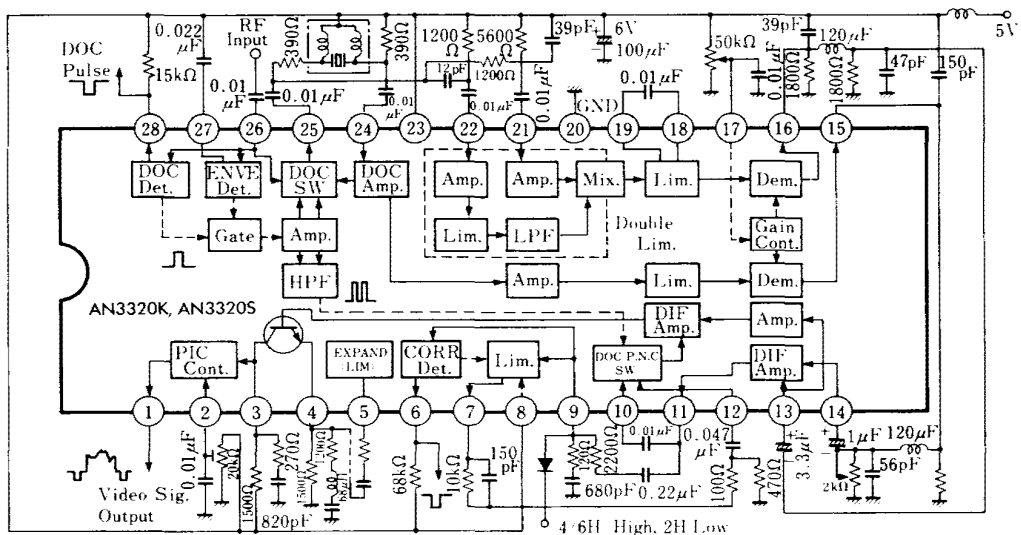 0.022
μF
DOC
Pulse
15kΩ
RF
Input
0.01
μF
0.01μF
390Ω
390Ω
0.01
μF
1200
Ω
12pF
5600
Ω
1200Ω
0.01μF
0.01μF
39pF
6V
100μF
GND
0.01μF
50kΩ
0.01μF
39pF
120μF
1800Ω
1800Ω
47pF
150
pF
5V
28
27
26
25
24
23
22
21
20
19
18
17
16
15
DOC
Det.
ENVE
Det.
DOC
SW
DOC
Amp.
Amp.
Amp.
Mix.
Lim.
Dem.
Gate
Amp.
Lim.
LPF
Double
Lim.
Gain
Cont.
HPF
Amp.
Lim.
Dem.
AN3320K, AN3320S
DIF
Amp.
Amp.
PIC
Cont.
EXPAND
(LIM)
CORR
Det.
Lim.
DOC P.N.C
SW
DIF
Amp.
1
2
3
4
5
6
7
8
9
10
11
12
13
14
Video Sig.
Output
0.01μF
20kΩ
1500Ω
270Ω
820pF
1500Ω
1200Ω
68kΩ
10kΩ
150
pF
120Ω
2200Ω
680pF
0.01μF
0.22μF
0.047
μF
100Ω
470Ω
3.3μF
1μF
2kΩ
120μF
56pF
4/6H High, 2H Low